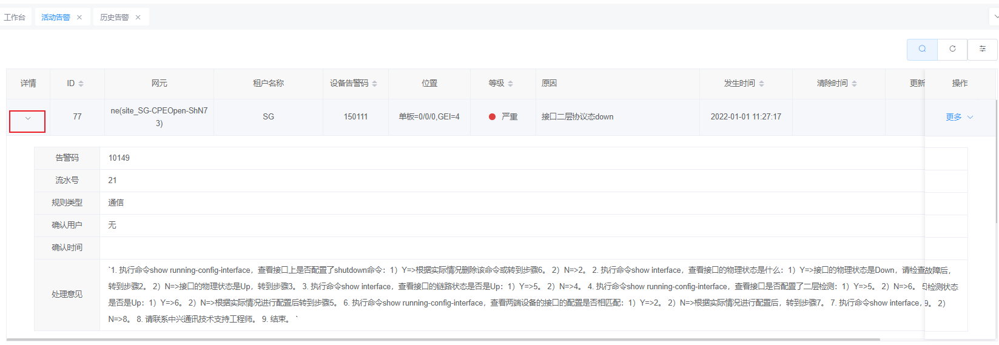 工作台 活动告警 历史告警
详情 ID 网元 租户名称 设备告警码 位置 等级 原因 发生时间 清除时间 更新 操作
77 ne(site_SG-CPEOpen-ShN7 SG 150111 单板=0/0/0,GEI=4 严重 接口二层协议态down 2022-01-01 11:27:17 更多
3)
告警码 10149
流水号 21
规则类型 通信
确认用户 无
确认时间
处理意见
`1. 执行命令show running-config-interface，查看接口上是否配置了shutdown命令：1）Y=>根据实际情况删除该命令或转到步骤6。 2）N=>2。 2. 执行命令show interface，查看接口的物理状态是什么：1）Y=>接口的物理状态是Down，请检查故障后，
转到步骤2。 2）N=>接口的物理状态是Up，转到步骤3。 3. 执行命令show interface，查看接口的链路状态是否是Up：1）Y=>5。 2）N=>4。 4. 执行命令show running-config-interface，查看接口是否配置了二层检测：1）Y=>5。 2）N=>6。 检测状态
是否是Up：1）Y=>6。 2）N=>根据实际情况进行配置后转到步骤5。 6. 执行命令show running-config-interface，查看两端设备的接口的配置是否相匹配：1）Y=>2。 2）N=>根据实际情况进行配置后，转到步骤7。 7. 执行命令show interface， 9。 2）
N=>8。 8. 请联系中兴通讯技术支持工程师。 9. 结束。 `